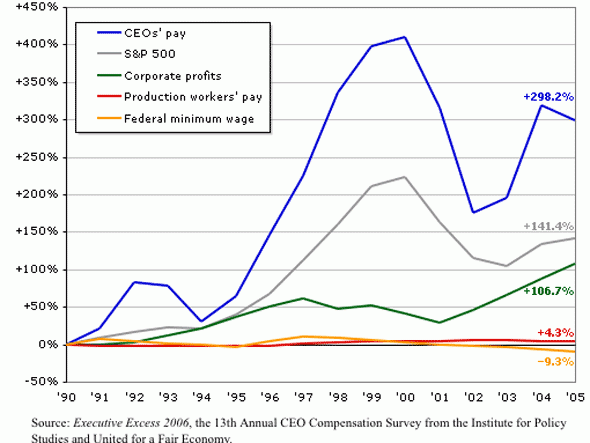 +450%
+400%
+350%
+300%
+250%
+200%
+150%
+100%
+50%
0%
-50%
CEOs' pay
S&P 500
Corporate profits
Production workers' pay
Federal minimum wage
+298.2%
+141.4%
+106.7%
+4.3%
-9.3%
'90 '91 '92 '93 '94 '95 '96 '97 '98 '99 '00 '01 '02 '03 '04 '05
Source: Executive Excess 2006, the 13th Annual CEO Compensation Survey from the Institute for Policy
Studies and United for a Fair Economy.